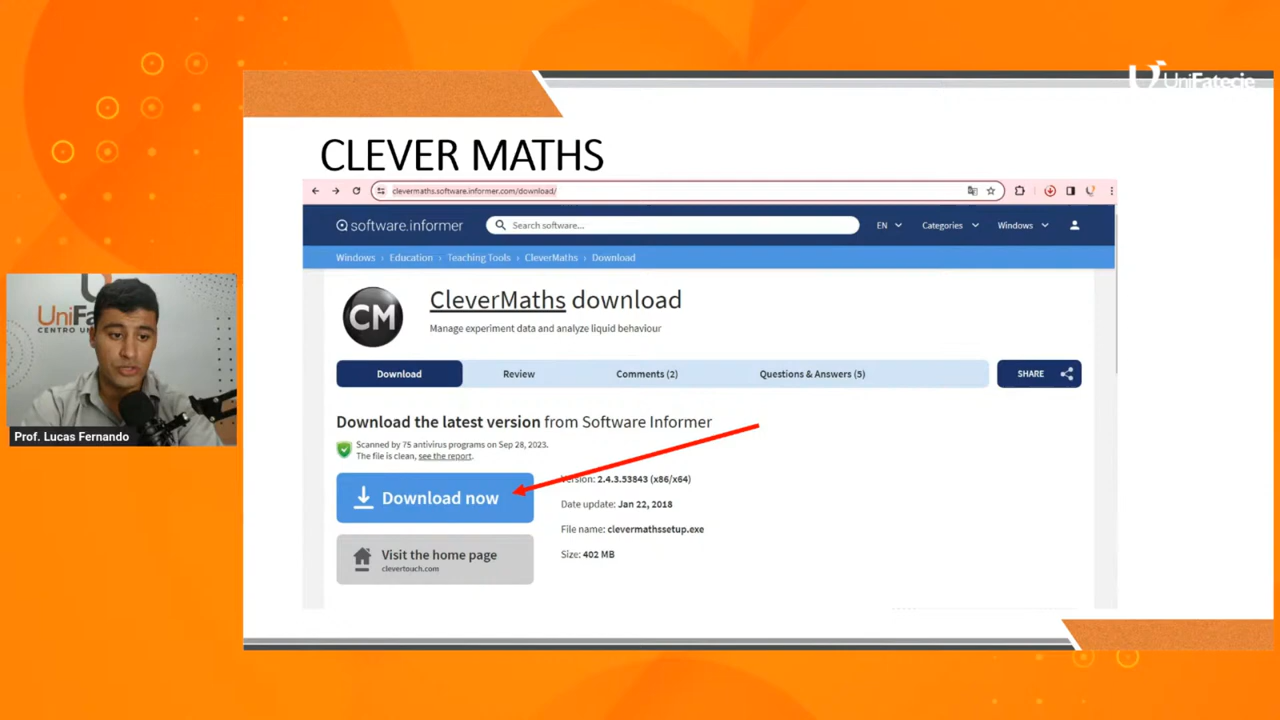 UniFatecie
CLEVER MATHS
clevermaths.software.informer.com/download/
software.informer
Search software...
EN
Categories
Windows
Windows › Education › Teaching Tools › CleverMaths › Download
CM
CleverMaths download
Manage experiment data and analyze liquid behaviour
Download
Review
Comments (2)
Questions & Answers (5)
SHARE
Download the latest version from Software Informer
Scanned by 75 antivirus programs on Sep 28, 2023.
The file is clean, see the report.
Download now
Version: 2.4.3.53843 (x86/x64)
Date update: Jan 22, 2018
File name: clevermathssetup.exe
Size: 402 MB
Visit the home page
clevertouch.com
UniFa
CENTRO UN
Prof. Lucas Fernando